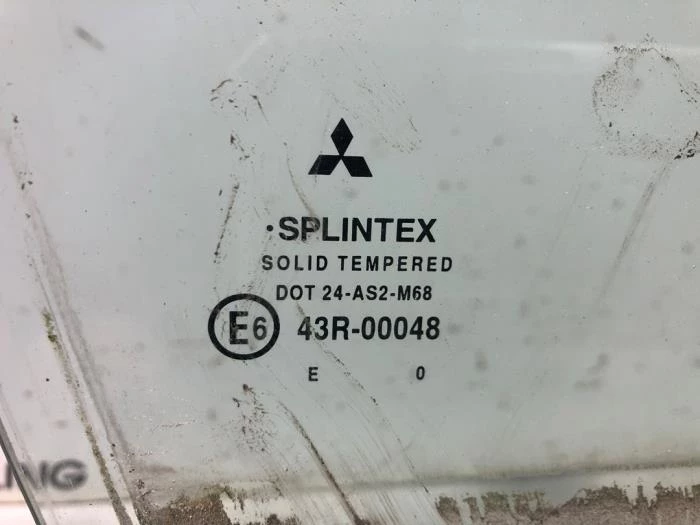 ·SPLINTEX
SOLID TEMPERED
DOT 24-AS2-M68
E6 43R-00048
E 0